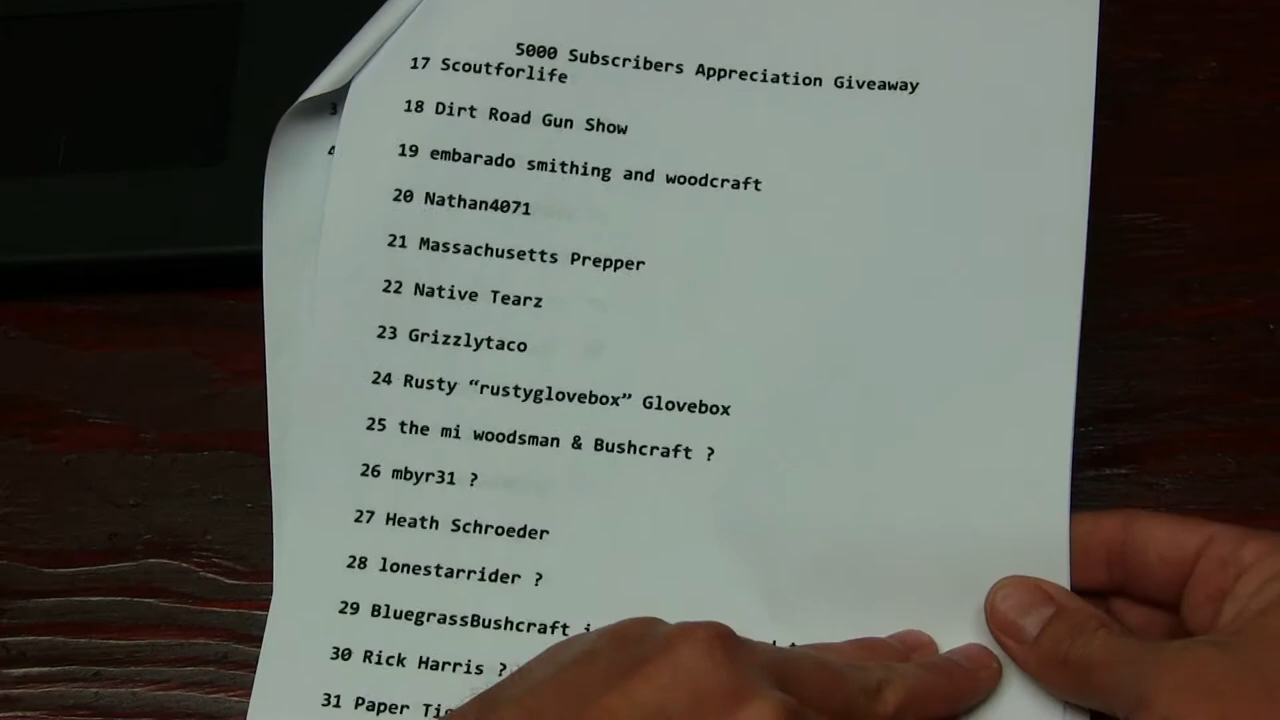 5000 Subscribers Appreciation Giveaway
17 Scoutforlife
18 Dirt Road Gun Show
19 embarado smithing and woodcraft
20 Nathan4071
21 Massachusetts Prepper
22 Native Tearz
23 Grizzlytaco
24 Rusty “rustyglovebox” Glovebox
25 the mi woodsman & Bushcraft ?
26 mbyr31 ?
27 Heath Schroeder
28 lonestarrider ?
29 BluegrassBushcraft
30 Rick Harris ?
31 Paper
3
4